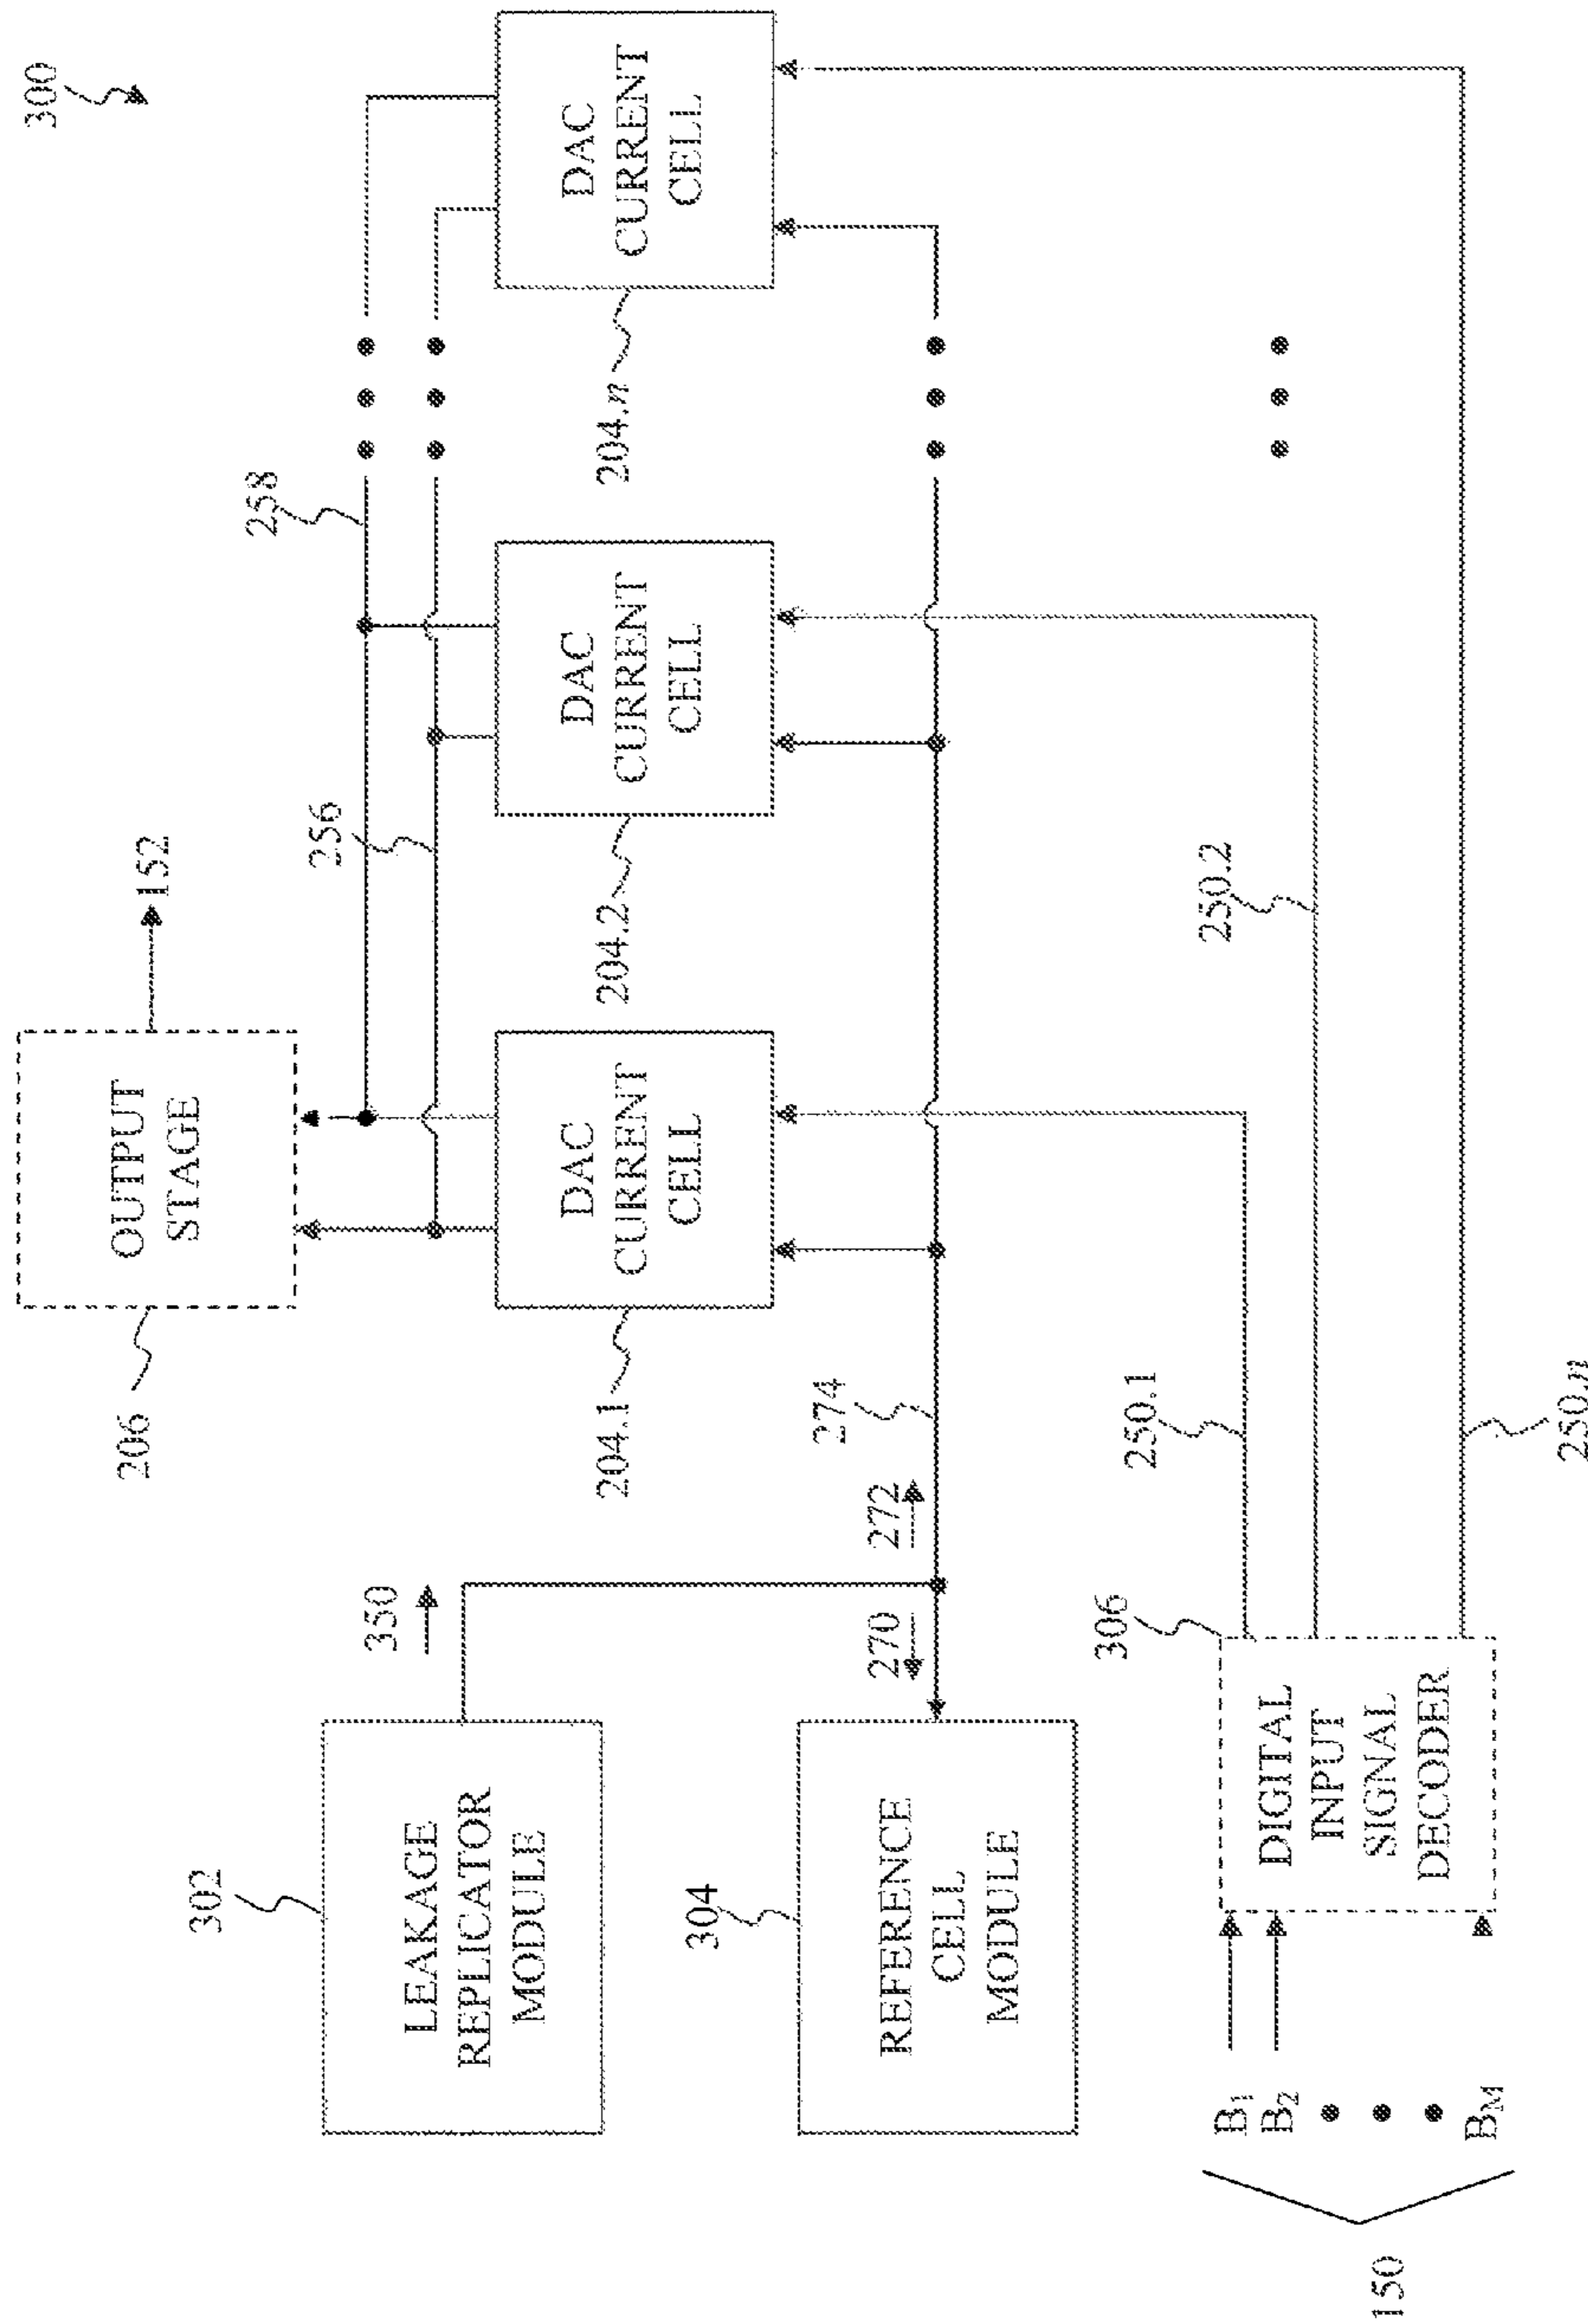 300
206
OUTPUT
STAGE
152
258
256
302
LEAKAGE
REPLICATOR
MODULE
350
204.1
DAC
CURRENT
CELL
204.2
DAC
CURRENT
CELL
204.n
DAC
CURRENT
CELL
304
REFERENCE
CELL
MODULE
270
272
274
306
DIGITAL
INPUT
SIGNAL
DECODER
250.1
250.2
250.n
150
B1
B2
BM